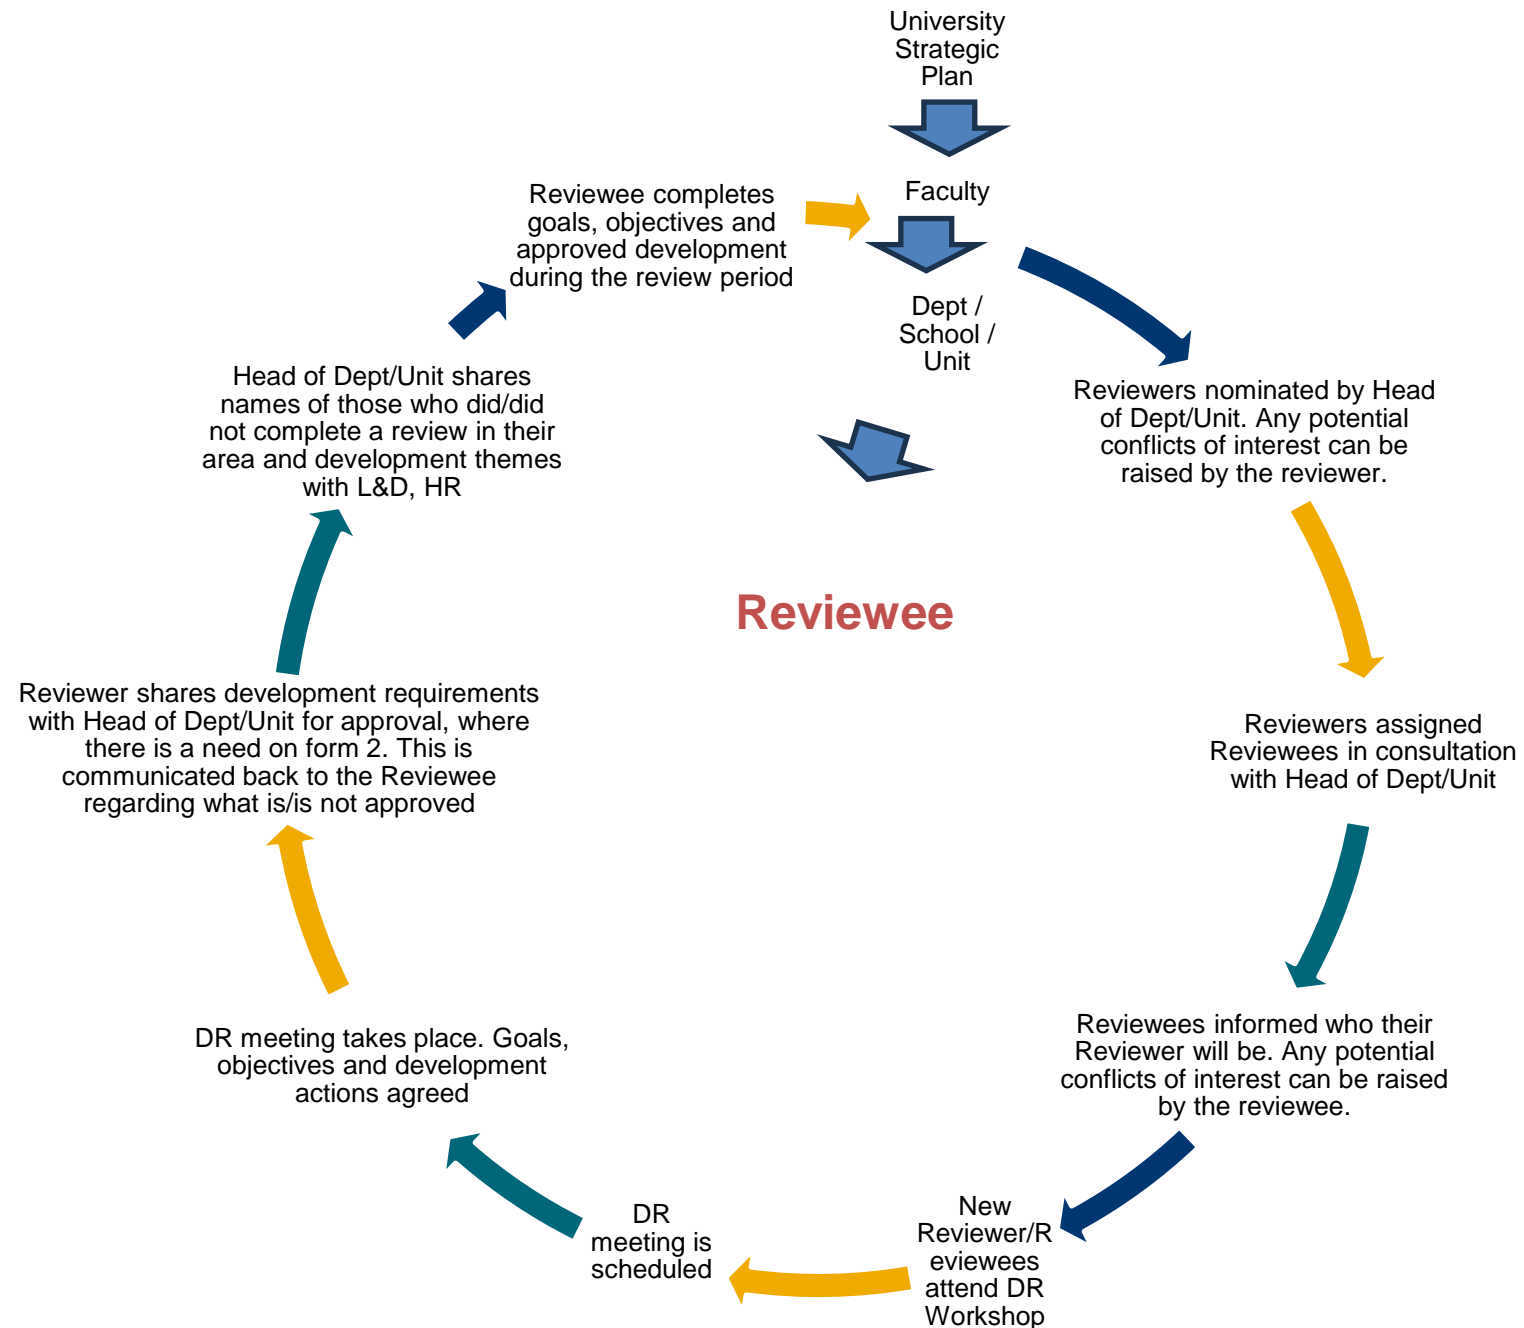 University
Strategic
Plan
Faculty
Dept /
School /
Unit
Reviewers nominated by Head
of Dept/Unit. Any potential
conflicts of interest can be
raised by the reviewer.
Reviewers assigned
Reviewees in consultation
with Head of Dept/Unit
Reviewees informed who their
Reviewer will be. Any potential
conflicts of interest can be raised
by the reviewee.
New
Reviewer/R
eviewees
attend DR
Workshop
DR
meeting is
scheduled
DR meeting takes place. Goals,
objectives and development
actions agreed
Reviewer shares development requirements
with Head of Dept/Unit for approval, where
there is a need on form 2. This is
communicated back to the Reviewee
regarding what is/is not approved
Head of Dept/Unit shares
names of those who did/did
not complete a review in their
area and development themes
with L&D, HR
Reviewee completes
goals, objectives and
approved development
during the review period
Reviewee